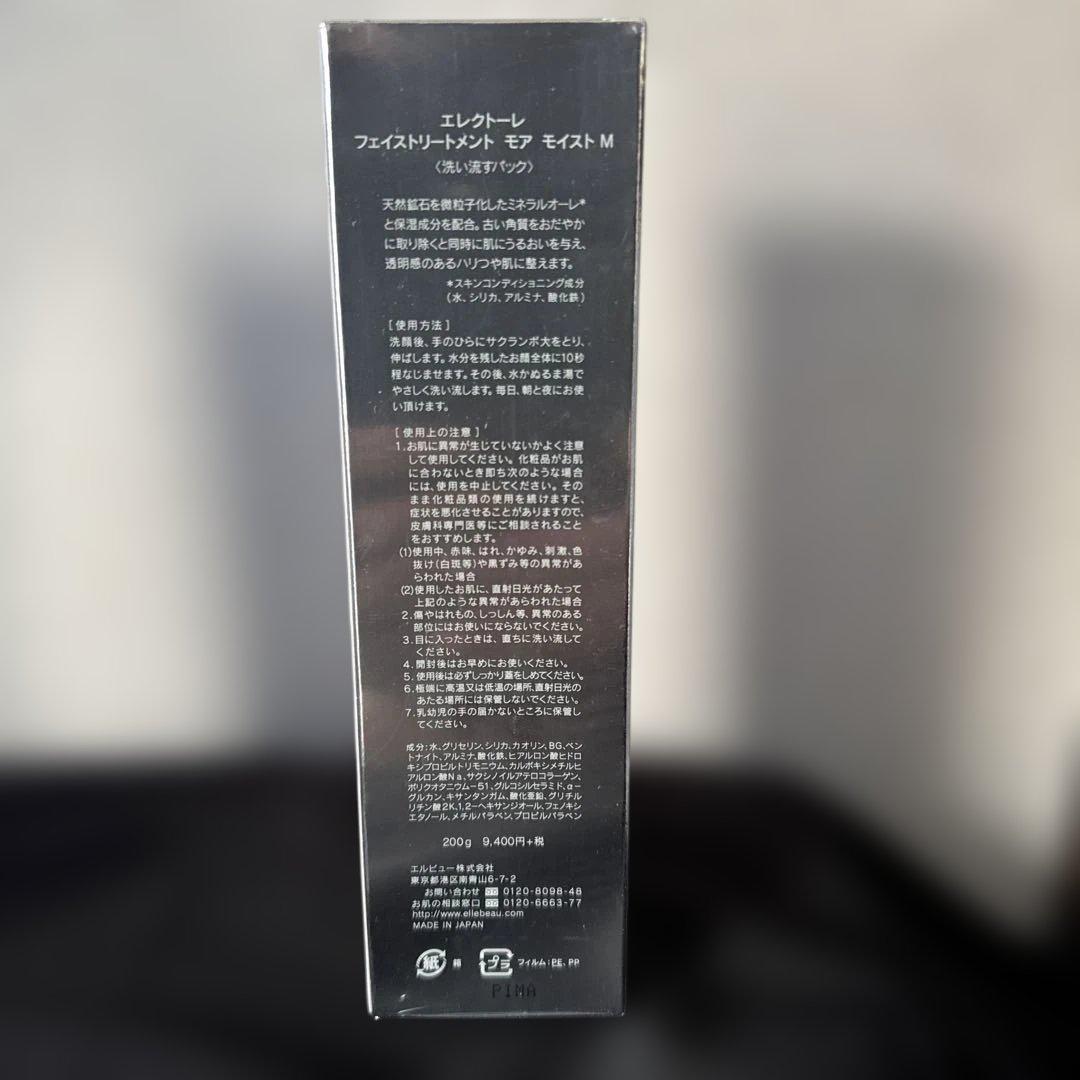 エレクトーレ
フェイストリートメント モア モイスト M
〈洗い流すパック〉
天然鉱石を微粒子化したミネラルオーレ*
と保湿成分を配合。古い角質をおだやか
に取り除くと同時に肌にうるおいを与え、
透明感のあるハリつや肌に整えます。
*スキンコンディショニング成分
(水、シリカ、アルミナ、酸化鉄)
[使用方法]
洗顔後、手のひらにサクランボ大をとり、
伸ばします。水分を残したお顔全体に10秒
程なじませます。その後、水かぬるま湯で
やさしく洗い流します。毎日、朝と夜にお使
い頂けます。
[使用上の注意]
1.お肌に異常が生じていないかよく注意
して使用してください。化粧品がお肌
に合わないとき即ち次のような場合
には、使用を中止してください。その
まま化粧品類の使用を続けますと、
症状を悪化させることがありますので、
皮膚科専門医等にご相談されること
をおすすめします。
(1)使用中、赤味、はれ、かゆみ、刺激、色
抜け(白斑等)や黒ずみ等の異常があ
らわれた場合
(2)使用したお肌に、直射日光があたって
上記のような異常があらわれた場合
2.傷やはれもの、しっしん等、異常のある
部位にはお使いにならないでください。
3.目に入ったときは、直ちに洗い流して
ください。
4.開封後はお早めにお使いください。
5.使用後は必ずしっかり蓋をしめてください。
6.極端に高温又は低温の場所、直射日光の
あたる場所には保管しないでください。
7.乳幼児の手の届かないところに保管し
てください。
成分:水、グリセリン、シリカ、カオリン、BG、ベン
トナイト、アルミナ、酸化鉄、ヒアルロン酸ヒドロ
キシプロピルトリモニウム、カルボキシメチルヒ
アルロン酸Na、サクシノイルアテロコラーゲン、
ポリクオタニウム-51、グルコシルセラミド、α-
グルカン、キサンタンガム、酸化亜鉛、グリチル
リチン酸2K、1,2-ヘキサンジオール、フェノキシ
エタノール、メチルパラベン、プロピルパラベン
200g 9,400円+税
エルビュー株式会社
東京都港区南青山6-7-2
お問い合わせ 0120-8098-48
お肌の相談窓口 0120-6663-77
http://www.ellebeau.com
MADE IN JAPAN
紙 箱 プラ フィルム:PE、PP
PIMA